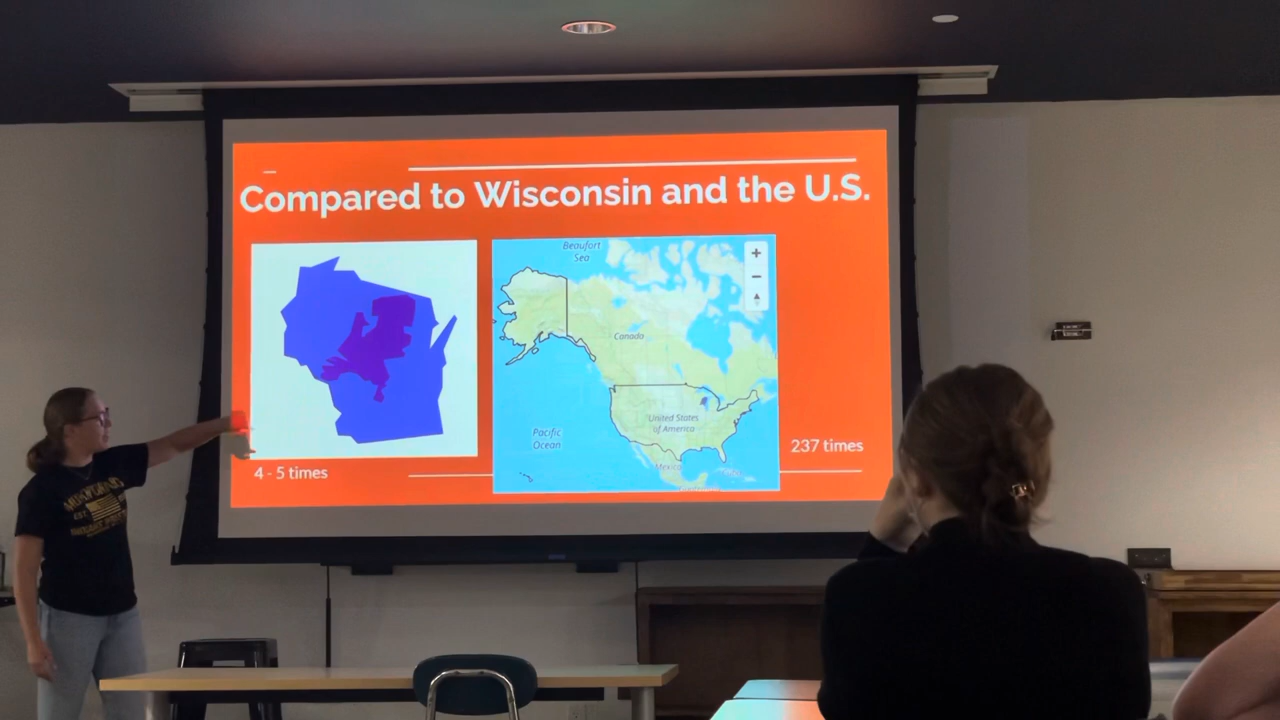 Compared to Wisconsin and the U.S.
Beaufort
Sea
+
Canada
−
United States
of America
Pacific
Ocean
Mexico
4 - 5 times
237 times
EST.